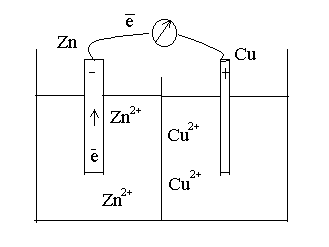 ē
Zn Cu
- +
Zn²⁺ Cu²⁺
ē Cu²⁺
Zn²⁺